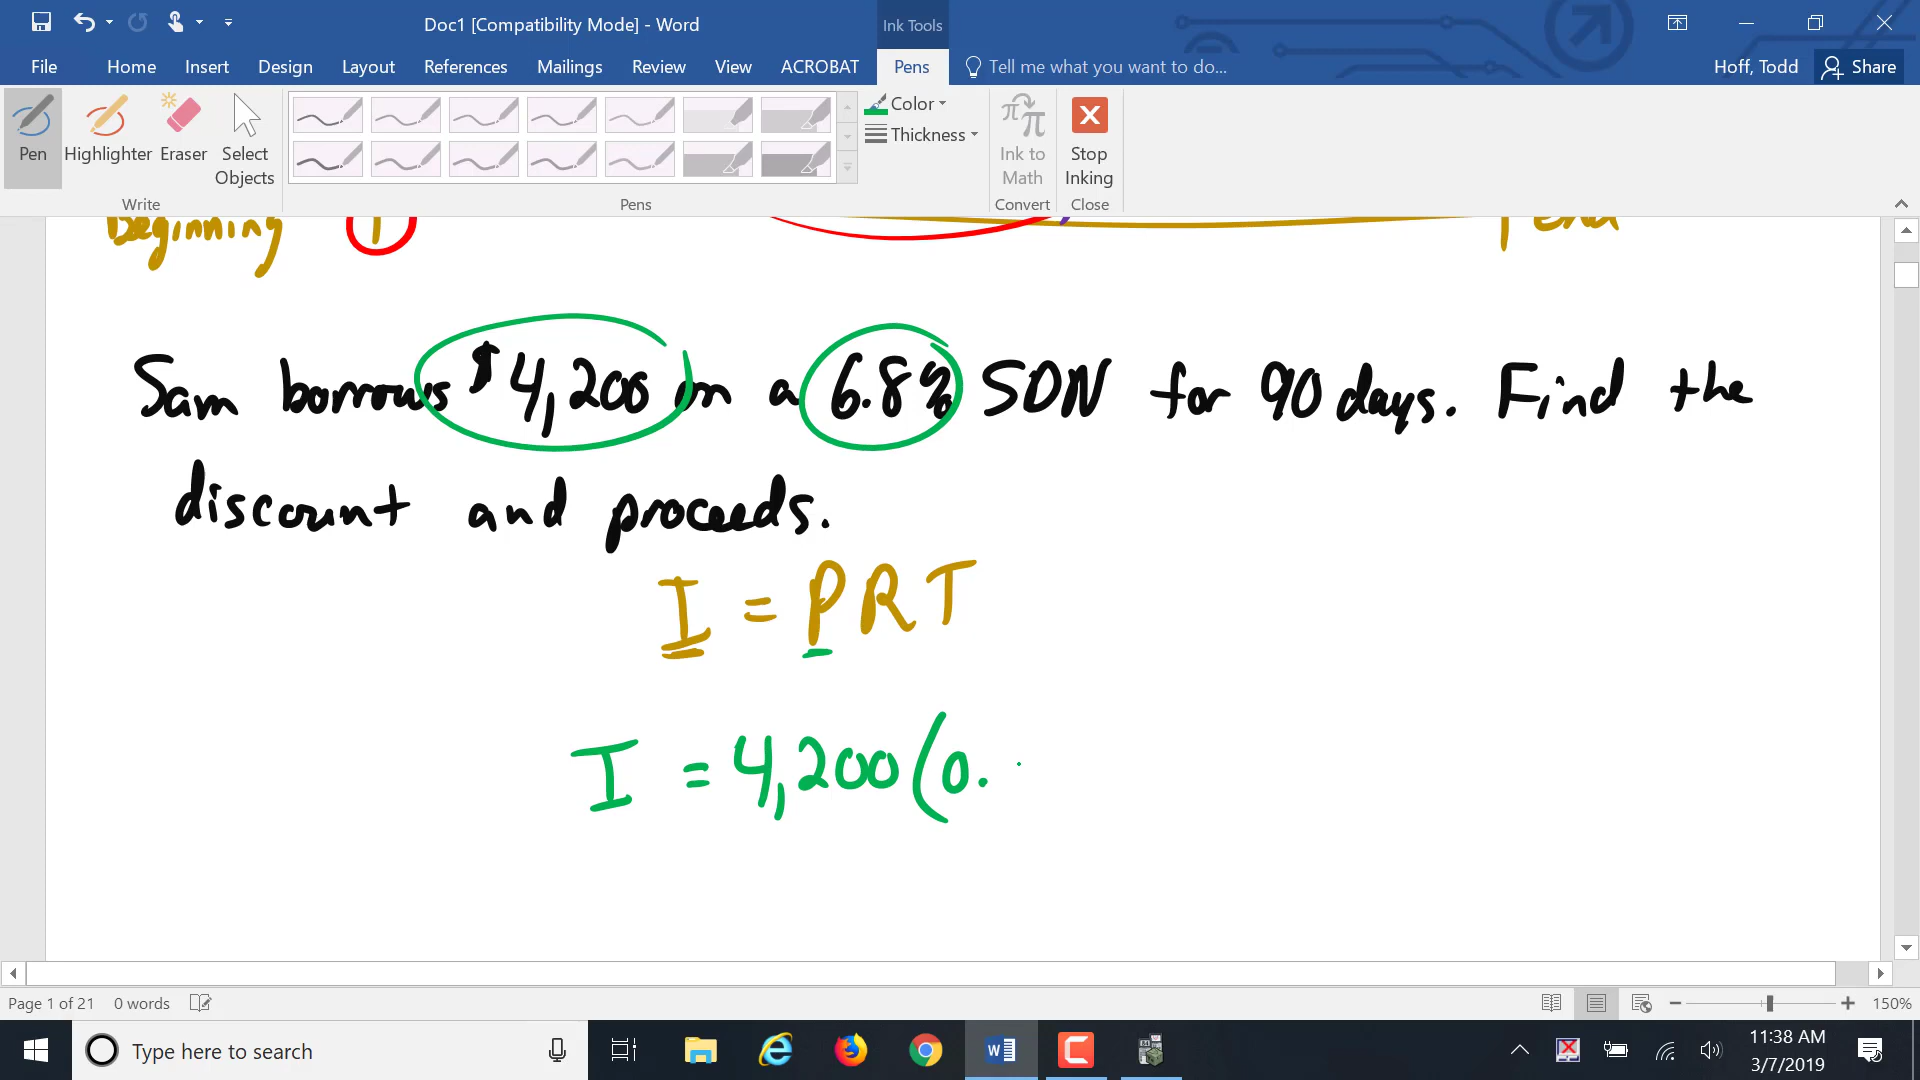 Doc1 [Compatibility Mode] - Word
Ink Tools
File Home Insert Design Layout References Mailings Review View ACROBAT Pens Tell me what you want to do... Hoff, Todd Share
Pen Highlighter Eraser Select Objects
Color
Thickness
Ink to Math
Stop Inking
Write Pens Convert Close
Beginning end
Sam borrows $4,200 on a 6.8% SDN for 90 days. Find the
discount and proceeds.
I = PRT
I = 4,200(0.
Page 1 of 21 0 words 150%
Type here to search
11:38 AM
3/7/2019